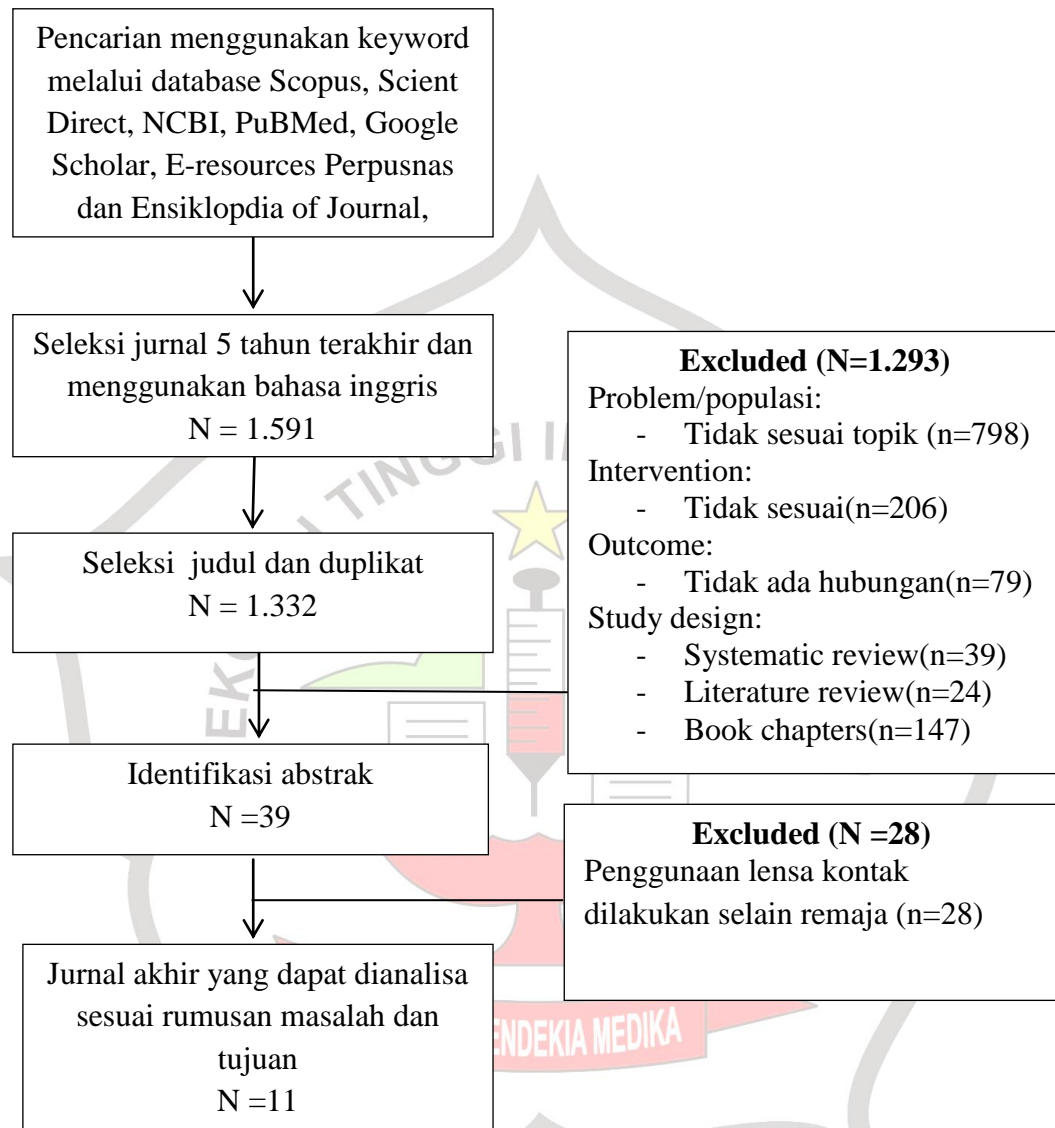 Pencarian menggunakan keyword
melalui database Scopus, Scient
Direct, NCBI, PuBMed, Google
Scholar, E-resources Perpusnas
dan Ensiklopdia of Journal,
Seleksi jurnal 5 tahun terakhir dan
menggunakan bahasa inggris
N = 1.591
Seleksi judul dan duplikat
N = 1.332
Excluded (N=1.293)
Problem/populasi:
- Tidak sesuai topik (n=798)
Intervention:
- Tidak sesuai(n=206)
Outcome:
- Tidak ada hubungan(n=79)
Study design:
- Systematic review(n=39)
- Literature review(n=24)
- Book chapters(n=147)
Identifikasi abstrak
N =39
Excluded (N =28)
Penggunaan lensa kontak
dilakukan selain remaja (n=28)
Jurnal akhir yang dapat dianalisa
sesuai rumusan masalah dan
tujuan
N =11
TINGGI
ENDEKIA MEDIKA